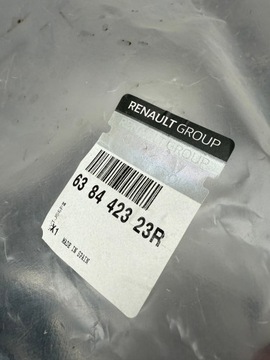 RENAULT GROUP
63 84 423 23R
X1
MADE IN SPAIN